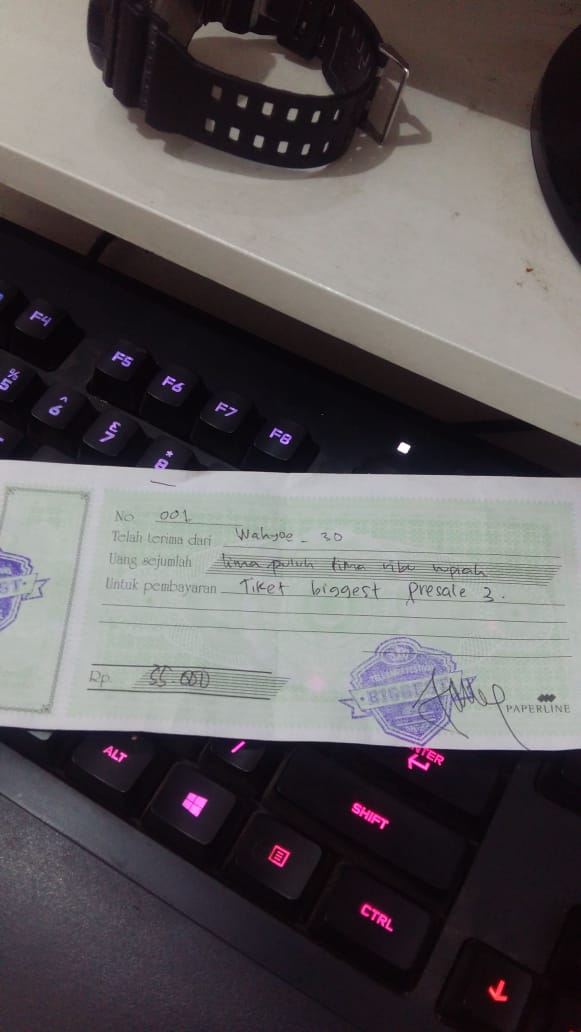 F4
F5
F6
F7
F8
%
5
^
6
£
7
*
8
No. 001
Telah terima dari Wahyoe - 30
Uang sejumlah lima puluh lima ribu rupiah
Untuk pembayaran Tiket biggest presale 3.
Rp. 55.000
BIGGEST
PAPERLINE
ALT
/
ENTER
SHIFT
CTRL